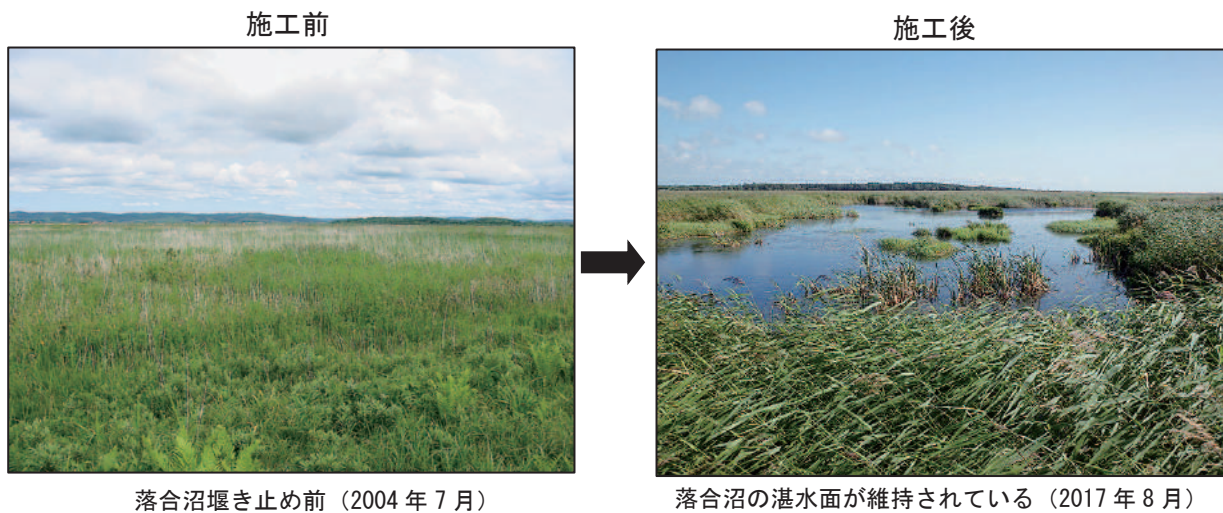 施工前
施工後
落合沼堰き止め前（2004 年 7 月）
落合沼の湛水面が維持されている（2017 年 8 月）